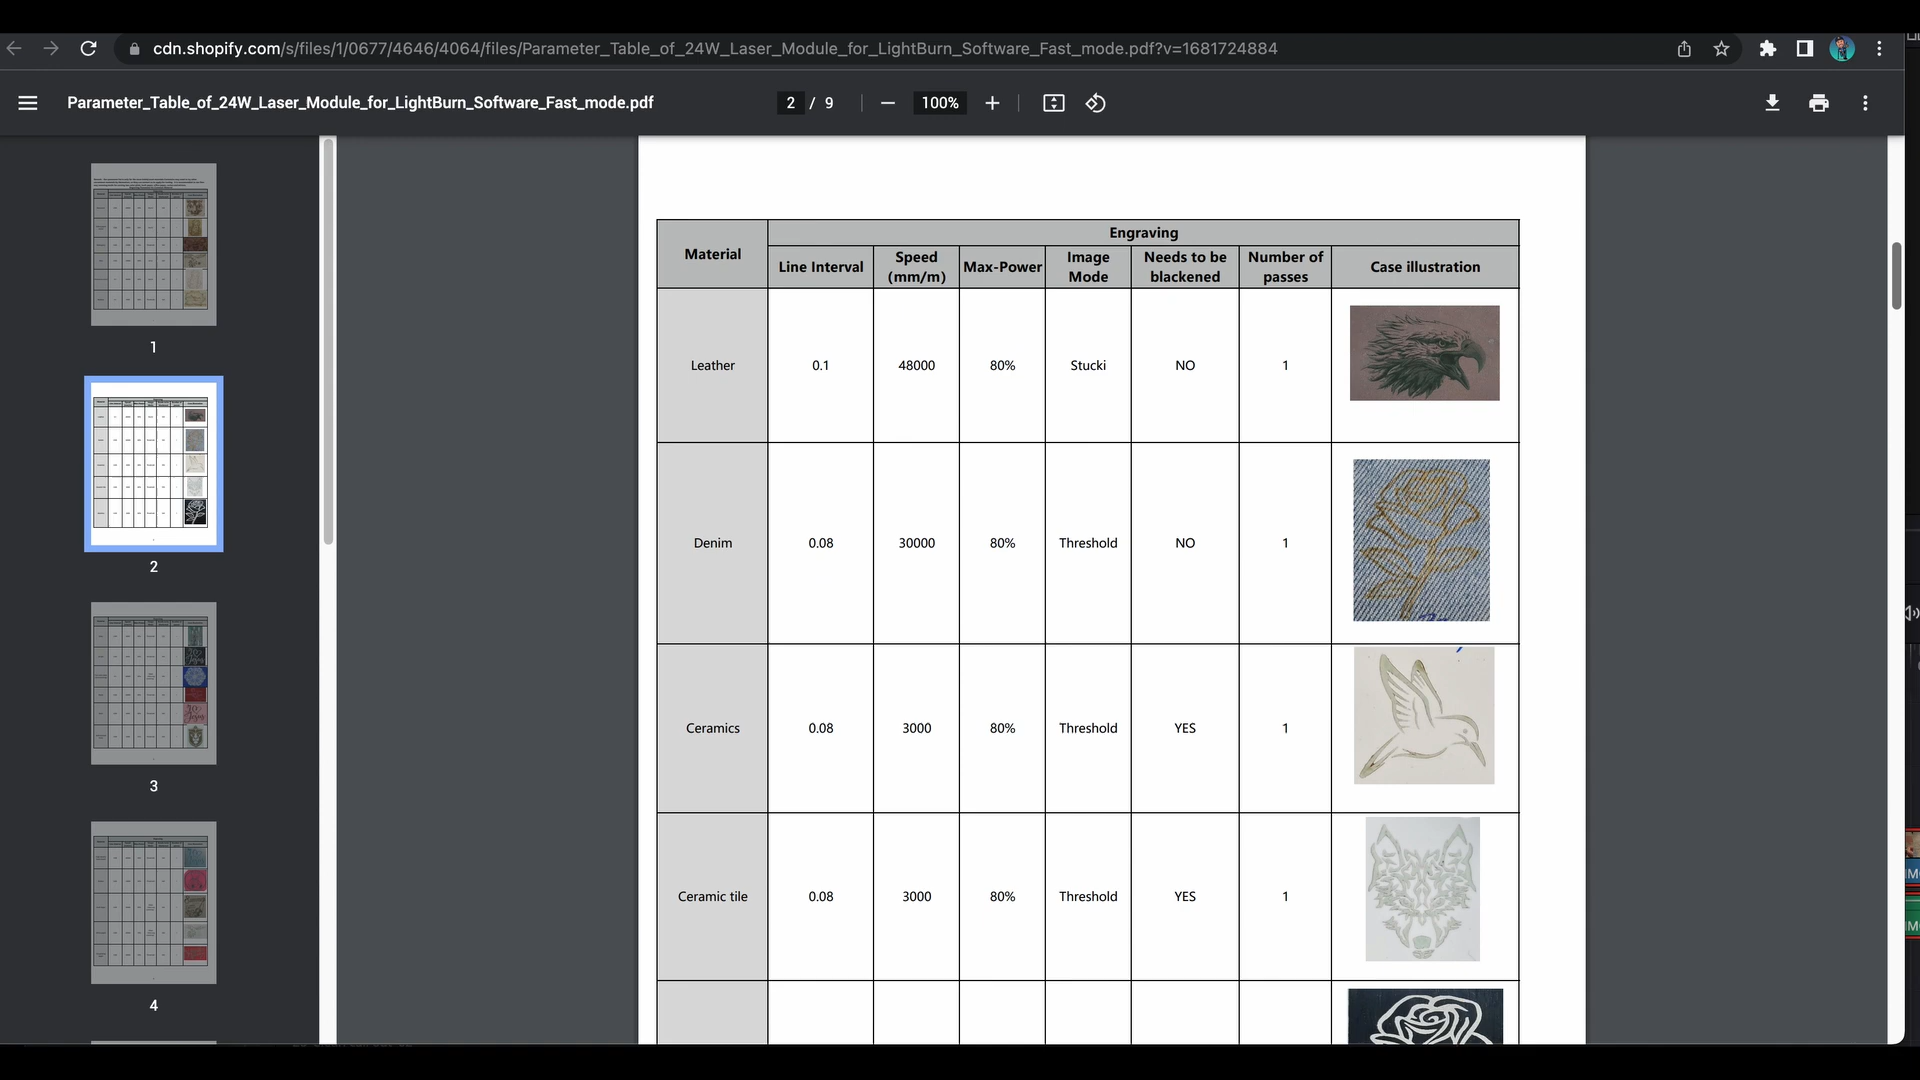 cdn.shopify.com/s/files/1/0677/4646/4064/files/Parameter_Table_of_24W_Laser_Module_for_LightBurn_Software_Fast_mode.pdf?v=1681724884
Parameter_Table_of_24W_Laser_Module_for_LightBurn_Software_Fast_mode.pdf
2 / 9
100%
1
2
3
4
Material
Engraving
Line Interval Speed (mm/m) Max-Power Image Mode Needs to be blackened Number of passes Case illustration
Leather 0.1 48000 80% Stucki NO 1
Denim 0.08 30000 80% Threshold NO 1
Ceramics 0.08 3000 80% Threshold YES 1
Ceramic tile 0.08 3000 80% Threshold YES 1